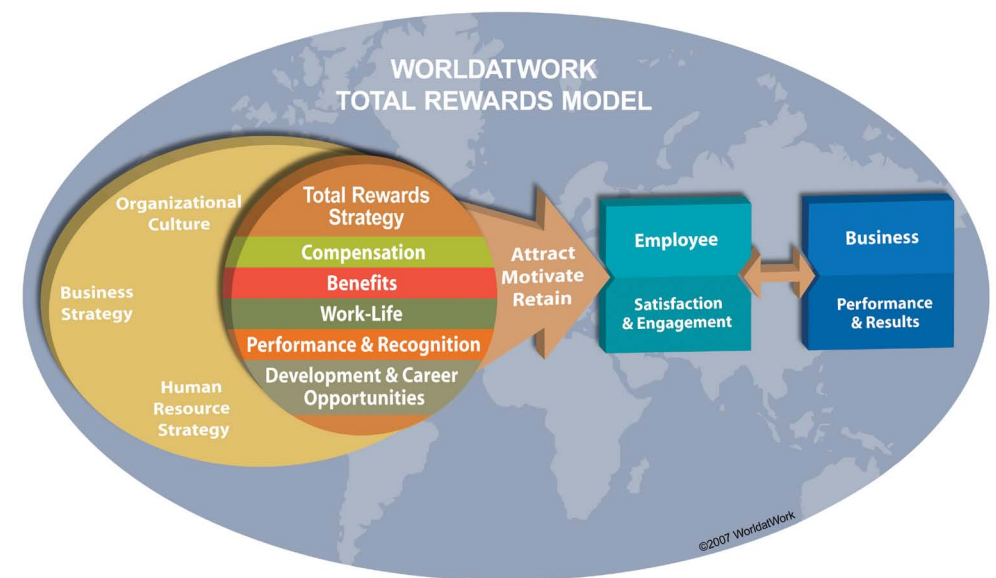 WORLDATWORK
TOTAL REWARDS MODEL
Organizational
Culture
Business
Strategy
Human
Resource
Strategy
Total Rewards
Strategy
Compensation
Benefits
Work-Life
Performance & Recognition
Development & Career
Opportunities
Attract
Motivate
Retain
Employee
Satisfaction
& Engagement
Business
Performance
& Results
©2007 WorldatWork